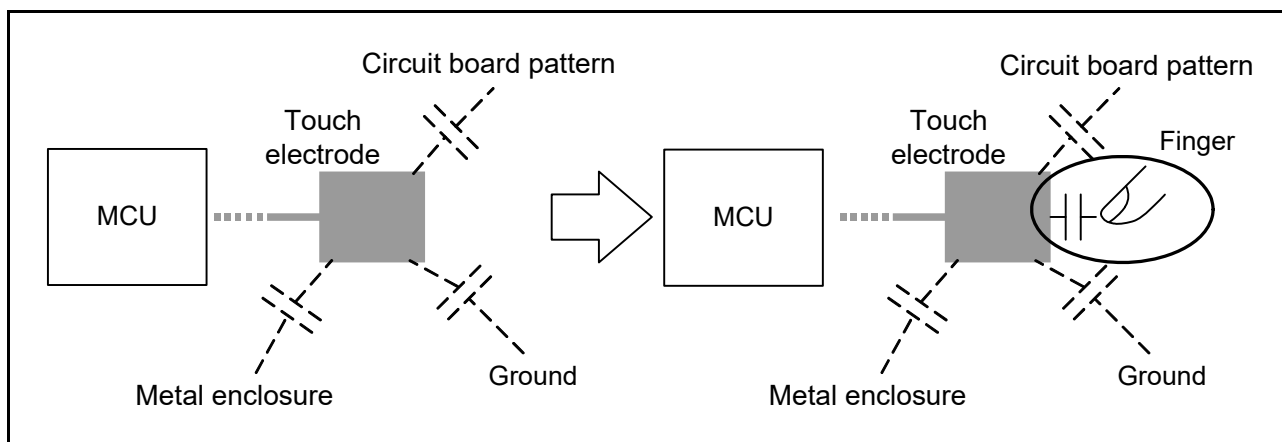 Circuit board pattern
Touch
electrode
MCU
Metal enclosure
Ground
Circuit board pattern
Touch
electrode
Finger
MCU
Metal enclosure
Ground